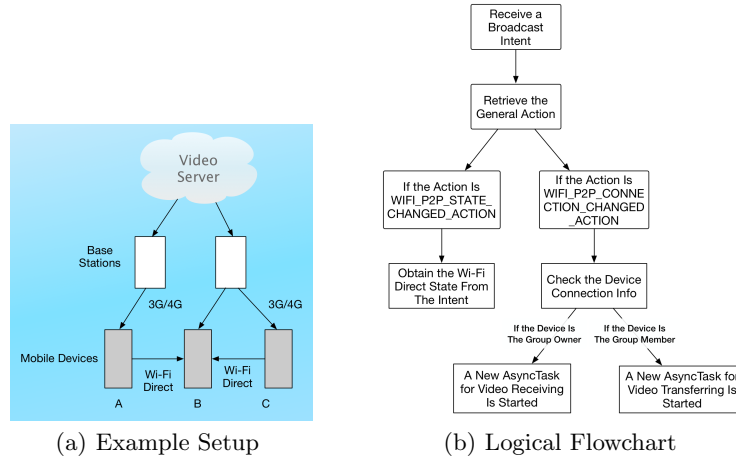 Video
Server
Base
Stations
3G/4G
3G/4G
Mobile Devices
Wi-Fi
Direct
Wi-Fi
Direct
A
B
C
(a) Example Setup
Receive a
Broadcast
Intent
Retrieve the
General Action
If the Action Is
WIFI_P2P_STATE_
CHANGED_ACTION
If the Action Is
WIFI_P2P_CONNE
CTION_CHANGED
_ACTION
Obtain the Wi-Fi
Direct State From
The Intent
Check the Device
Connection Info
If the Device Is
The Group Owner
If the Device Is
The Group Member
A New AsyncTask
for Video Receiving
Is Started
A New AsyncTask for
Video Transferring Is
Started
(b) Logical Flowchart